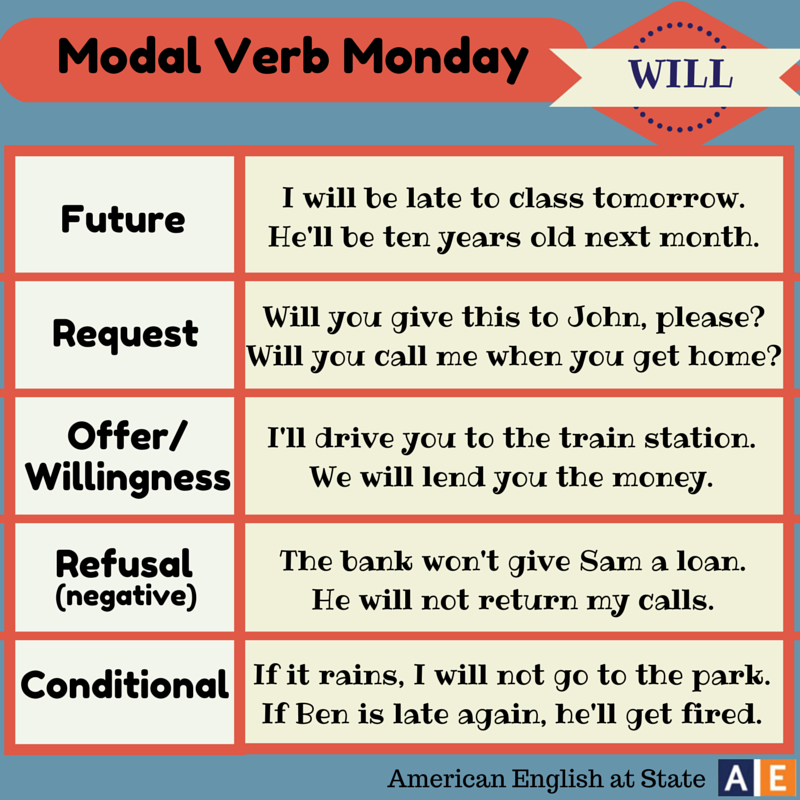 Modal Verb Monday
WILL
Future
I will be late to class tomorrow.
He'll be ten years old next month.
Request
Will you give this to John, please?
Will you call me when you get home?
Offer/
Willingness
I'll drive you to the train station.
We will lend you the money.
Refusal
(negative)
The bank won't give Sam a loan.
He will not return my calls.
Conditional
If it rains, I will not go to the park.
If Ben is late again, he'll get fired.
American English at State
A E